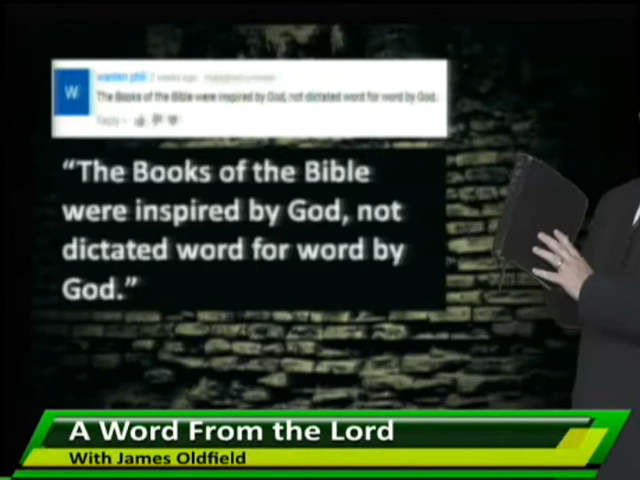 W
The Books of the Bible were inspired by God, not dictated word for word by God.
Reply
“The Books of the Bible
were inspired by God, not
dictated word for word by
God.”
A Word From the Lord
With James Oldfield